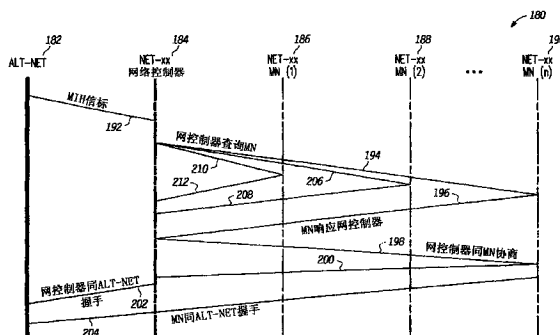 180
182
184
186
188
19
ALT-NET
NET-xx
网络控制器
NET-xx
MN (1)
NET-xx
MN (2)
...
NET-xx
MN (n)
MIH信标
192
网控制器查询MN
194
210
206
212
208
196
MN响应网控制器
198
网控制器同MN协商
200
网控制器同ALT-NET
握手
202
MN同ALT-NET握手
204